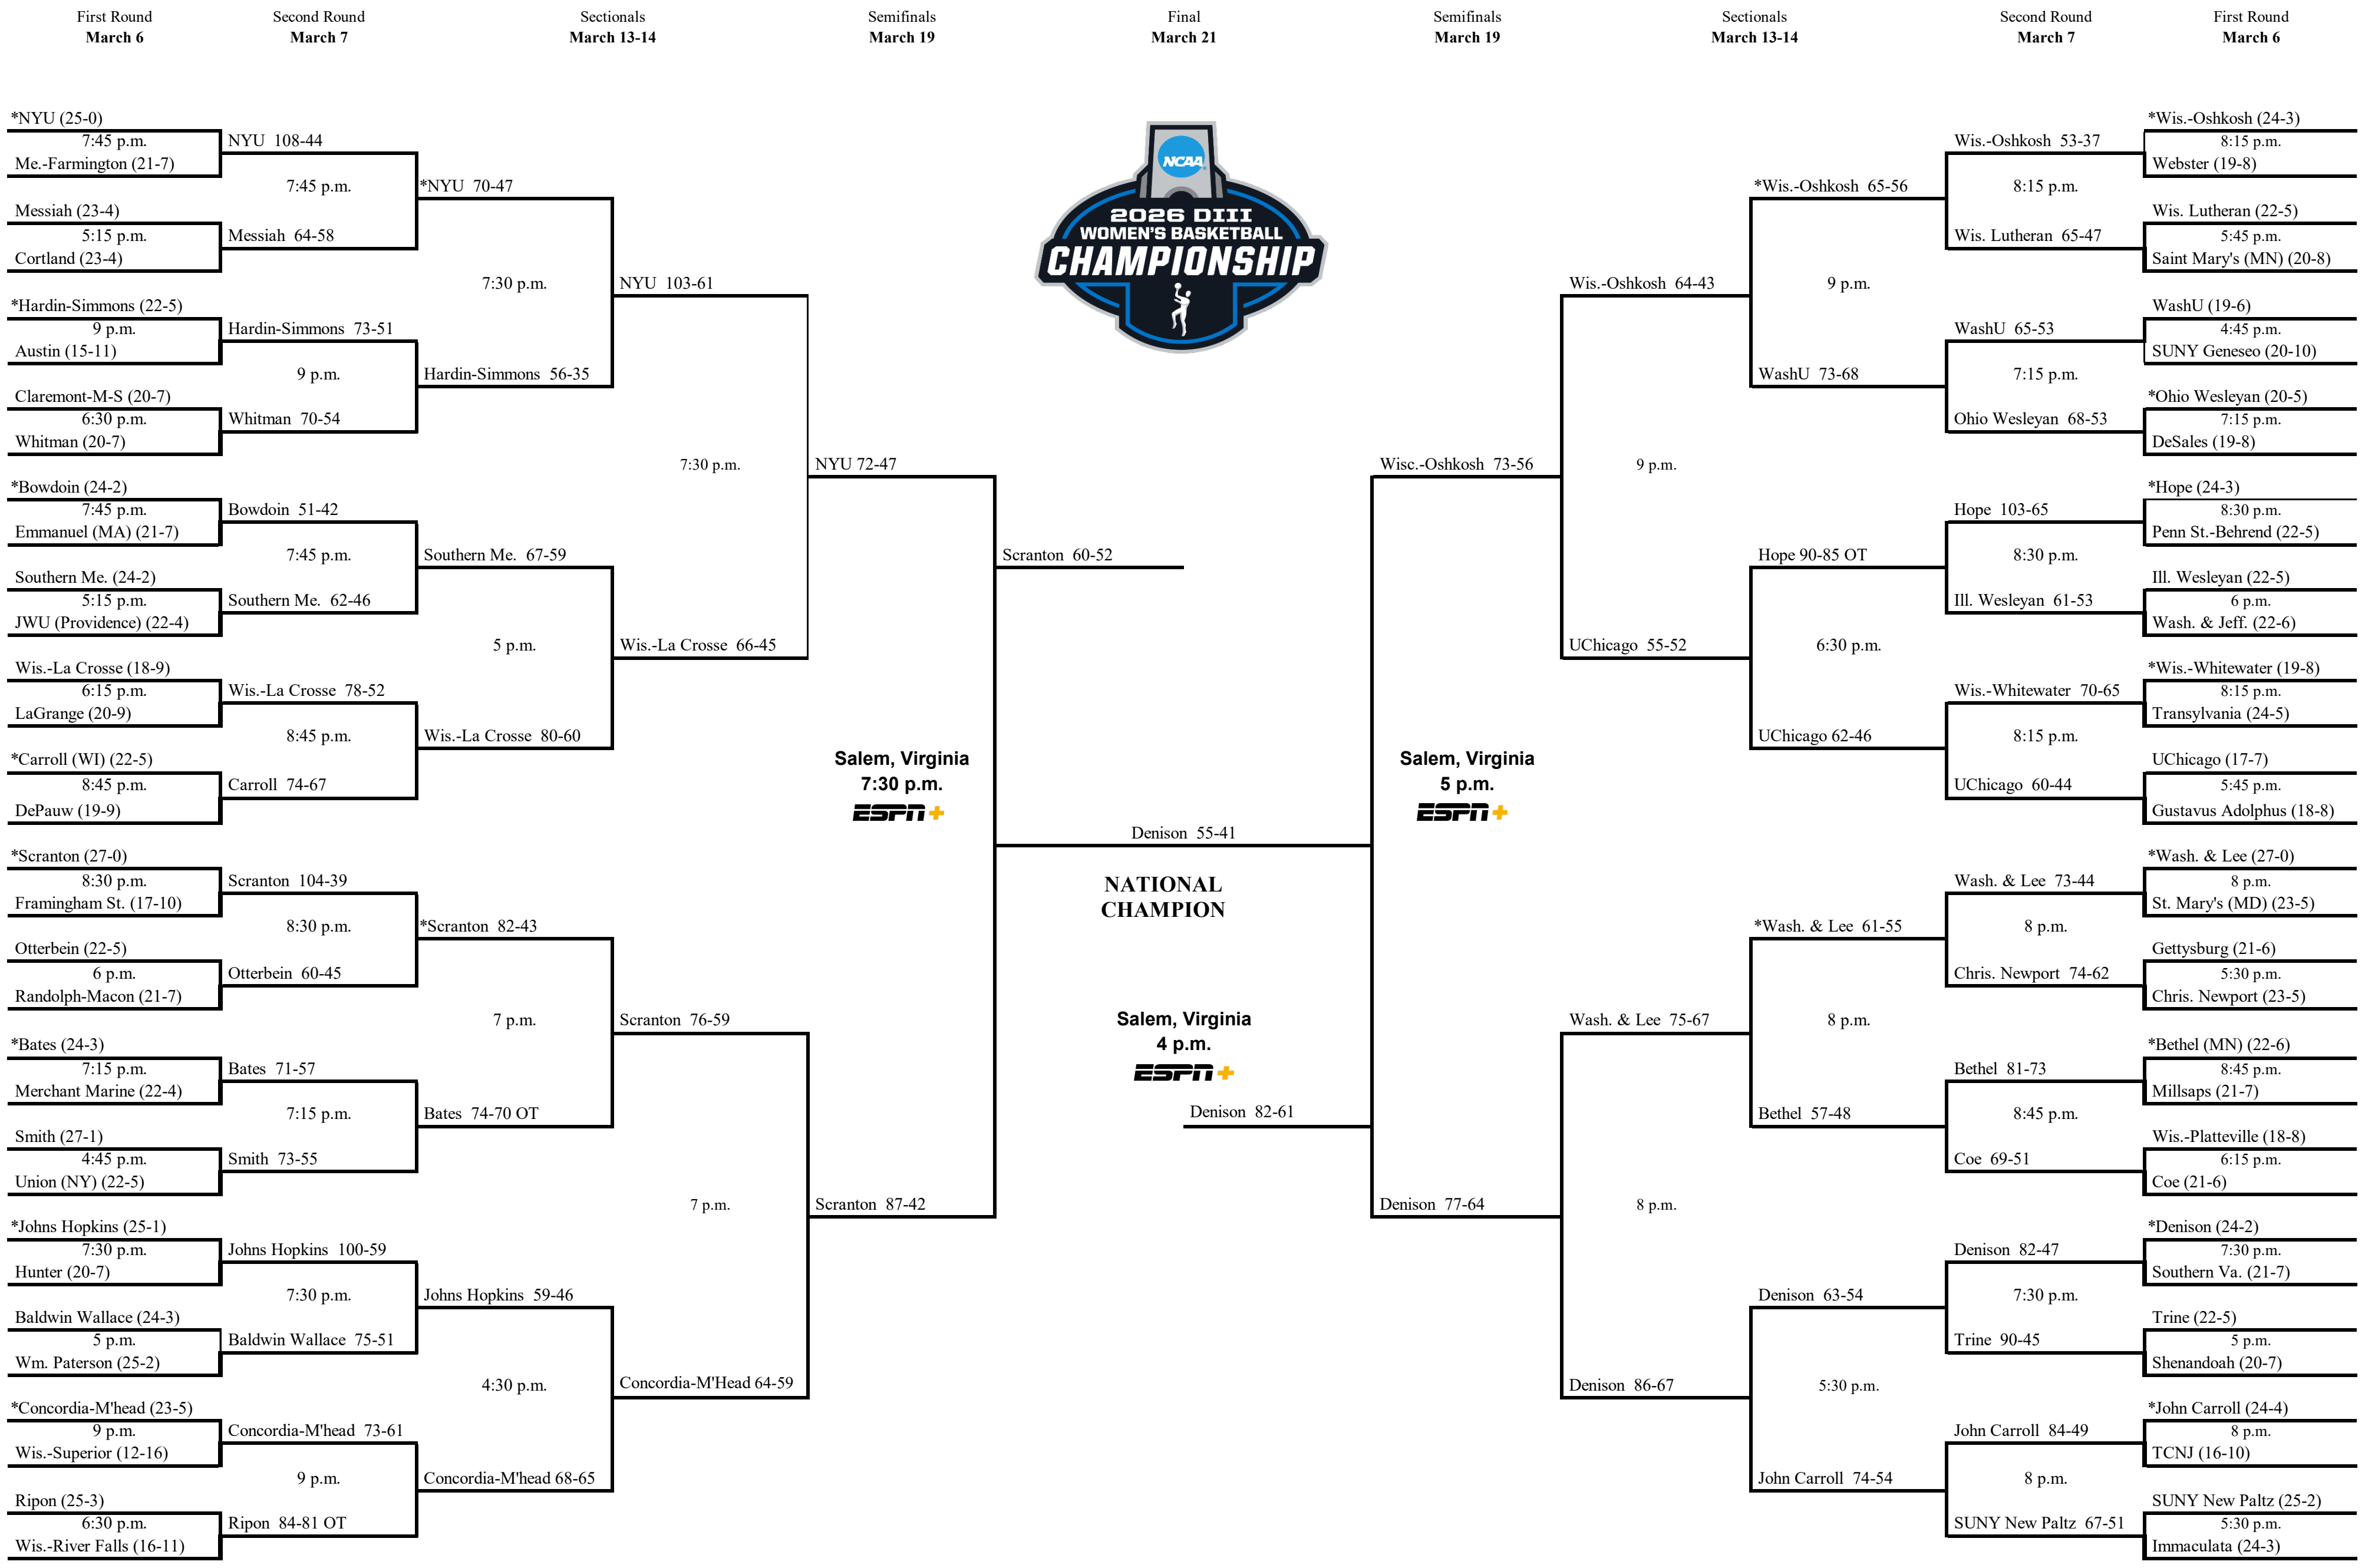 First Round
March 6
Second Round
March 7
Sectionals
March 13-14
Semifinals
March 19
Final
March 21
Semifinals
March 19
Sectionals
March 13-14
Second Round
March 7
First Round
March 6
*NYU (25-0)
7:45 p.m.
Me.-Farmington (21-7)
Messiah (23-4)
5:15 p.m.
Cortland (23-4)
*Hardin-Simmons (22-5)
9 p.m.
Austin (15-11)
Claremont-M-S (20-7)
6:30 p.m.
Whitman (20-7)
*Bowdoin (24-2)
7:45 p.m.
Emmanuel (MA) (21-7)
Southern Me. (24-2)
5:15 p.m.
JWU (Providence) (22-4)
Wis.-La Crosse (18-9)
6:15 p.m.
LaGrange (20-9)
*Carroll (WI) (22-5)
8:45 p.m.
DePauw (19-9)
*Scranton (27-0)
8:30 p.m.
Framingham St. (17-10)
Otterbein (22-5)
6 p.m.
Randolph-Macon (21-7)
*Bates (24-3)
7:15 p.m.
Merchant Marine (22-4)
Smith (27-1)
4:45 p.m.
Union (NY) (22-5)
*Johns Hopkins (25-1)
7:30 p.m.
Hunter (20-7)
Baldwin Wallace (24-3)
5 p.m.
Wm. Paterson (25-2)
*Concordia-M'head (23-5)
9 p.m.
Wis.-Superior (12-16)
Ripon (25-3)
6:30 p.m.
Wis.-River Falls (16-11)
NYU 108-44
7:45 p.m.
Messiah 64-58
Hardin-Simmons 73-51
9 p.m.
Whitman 70-54
Bowdoin 51-42
7:45 p.m.
Southern Me. 62-46
Wis.-La Crosse 78-52
8:45 p.m.
Carroll 74-67
Scranton 104-39
8:30 p.m.
Otterbein 60-45
Bates 71-57
7:15 p.m.
Smith 73-55
Johns Hopkins 100-59
7:30 p.m.
Baldwin Wallace 75-51
Concordia-M'head 73-61
9 p.m.
Ripon 84-81 OT
*NYU 70-47
7:30 p.m.
Hardin-Simmons 56-35
Southern Me. 67-59
5 p.m.
Wis.-La Crosse 80-60
*Scranton 82-43
7 p.m.
Bates 74-70 OT
Johns Hopkins 59-46
4:30 p.m.
Concordia-M'head 68-65
NYU 103-61
7:30 p.m.
Wis.-La Crosse 66-45
Scranton 76-59
7 p.m.
Concordia-M'Head 64-59
NYU 72-47
Salem, Virginia
7:30 p.m.
ESPN+
Scranton 87-42
NCAA
2026 DIII
WOMEN'S BASKETBALL
CHAMPIONSHIP
Scranton 60-52
Denison 55-41
NATIONAL
CHAMPION
Salem, Virginia
4 p.m.
ESPN+
Denison 82-61
Wisc.-Oshkosh 73-56
Salem, Virginia
5 p.m.
ESPN+
Denison 77-64
Wis.-Oshkosh 64-43
9 p.m.
UChicago 55-52
Wash. & Lee 75-67
8 p.m.
Denison 86-67
*Wis.-Oshkosh 65-56
9 p.m.
WashU 73-68
Hope 90-85 OT
6:30 p.m.
UChicago 62-46
*Wash. & Lee 61-55
8 p.m.
Bethel 57-48
Denison 63-54
5:30 p.m.
John Carroll 74-54
Wis.-Oshkosh 53-37
8:15 p.m.
Wis. Lutheran 65-47
WashU 65-53
7:15 p.m.
Ohio Wesleyan 68-53
Hope 103-65
8:30 p.m.
Ill. Wesleyan 61-53
Wis.-Whitewater 70-65
8:15 p.m.
UChicago 60-44
Wash. & Lee 73-44
8 p.m.
Chris. Newport 74-62
Bethel 81-73
8:45 p.m.
Coe 69-51
Denison 82-47
7:30 p.m.
Trine 90-45
John Carroll 84-49
8 p.m.
SUNY New Paltz 67-51
*Wis.-Oshkosh (24-3)
8:15 p.m.
Webster (19-8)
Wis. Lutheran (22-5)
5:45 p.m.
Saint Mary's (MN) (20-8)
WashU (19-6)
4:45 p.m.
SUNY Geneseo (20-10)
*Ohio Wesleyan (20-5)
7:15 p.m.
DeSales (19-8)
*Hope (24-3)
8:30 p.m.
Penn St.-Behrend (22-5)
Ill. Wesleyan (22-5)
6 p.m.
Wash. & Jeff. (22-6)
*Wis.-Whitewater (19-8)
8:15 p.m.
Transylvania (24-5)
UChicago (17-7)
5:45 p.m.
Gustavus Adolphus (18-8)
*Wash. & Lee (27-0)
8 p.m.
St. Mary's (MD) (23-5)
Gettysburg (21-6)
5:30 p.m.
Chris. Newport (23-5)
*Bethel (MN) (22-6)
8:45 p.m.
Millsaps (21-7)
Wis.-Platteville (18-8)
6:15 p.m.
Coe (21-6)
*Denison (24-2)
7:30 p.m.
Southern Va. (21-7)
Trine (22-5)
5 p.m.
Shenandoah (20-7)
*John Carroll (24-4)
8 p.m.
TCNJ (16-10)
SUNY New Paltz (25-2)
5:30 p.m.
Immaculata (24-3)